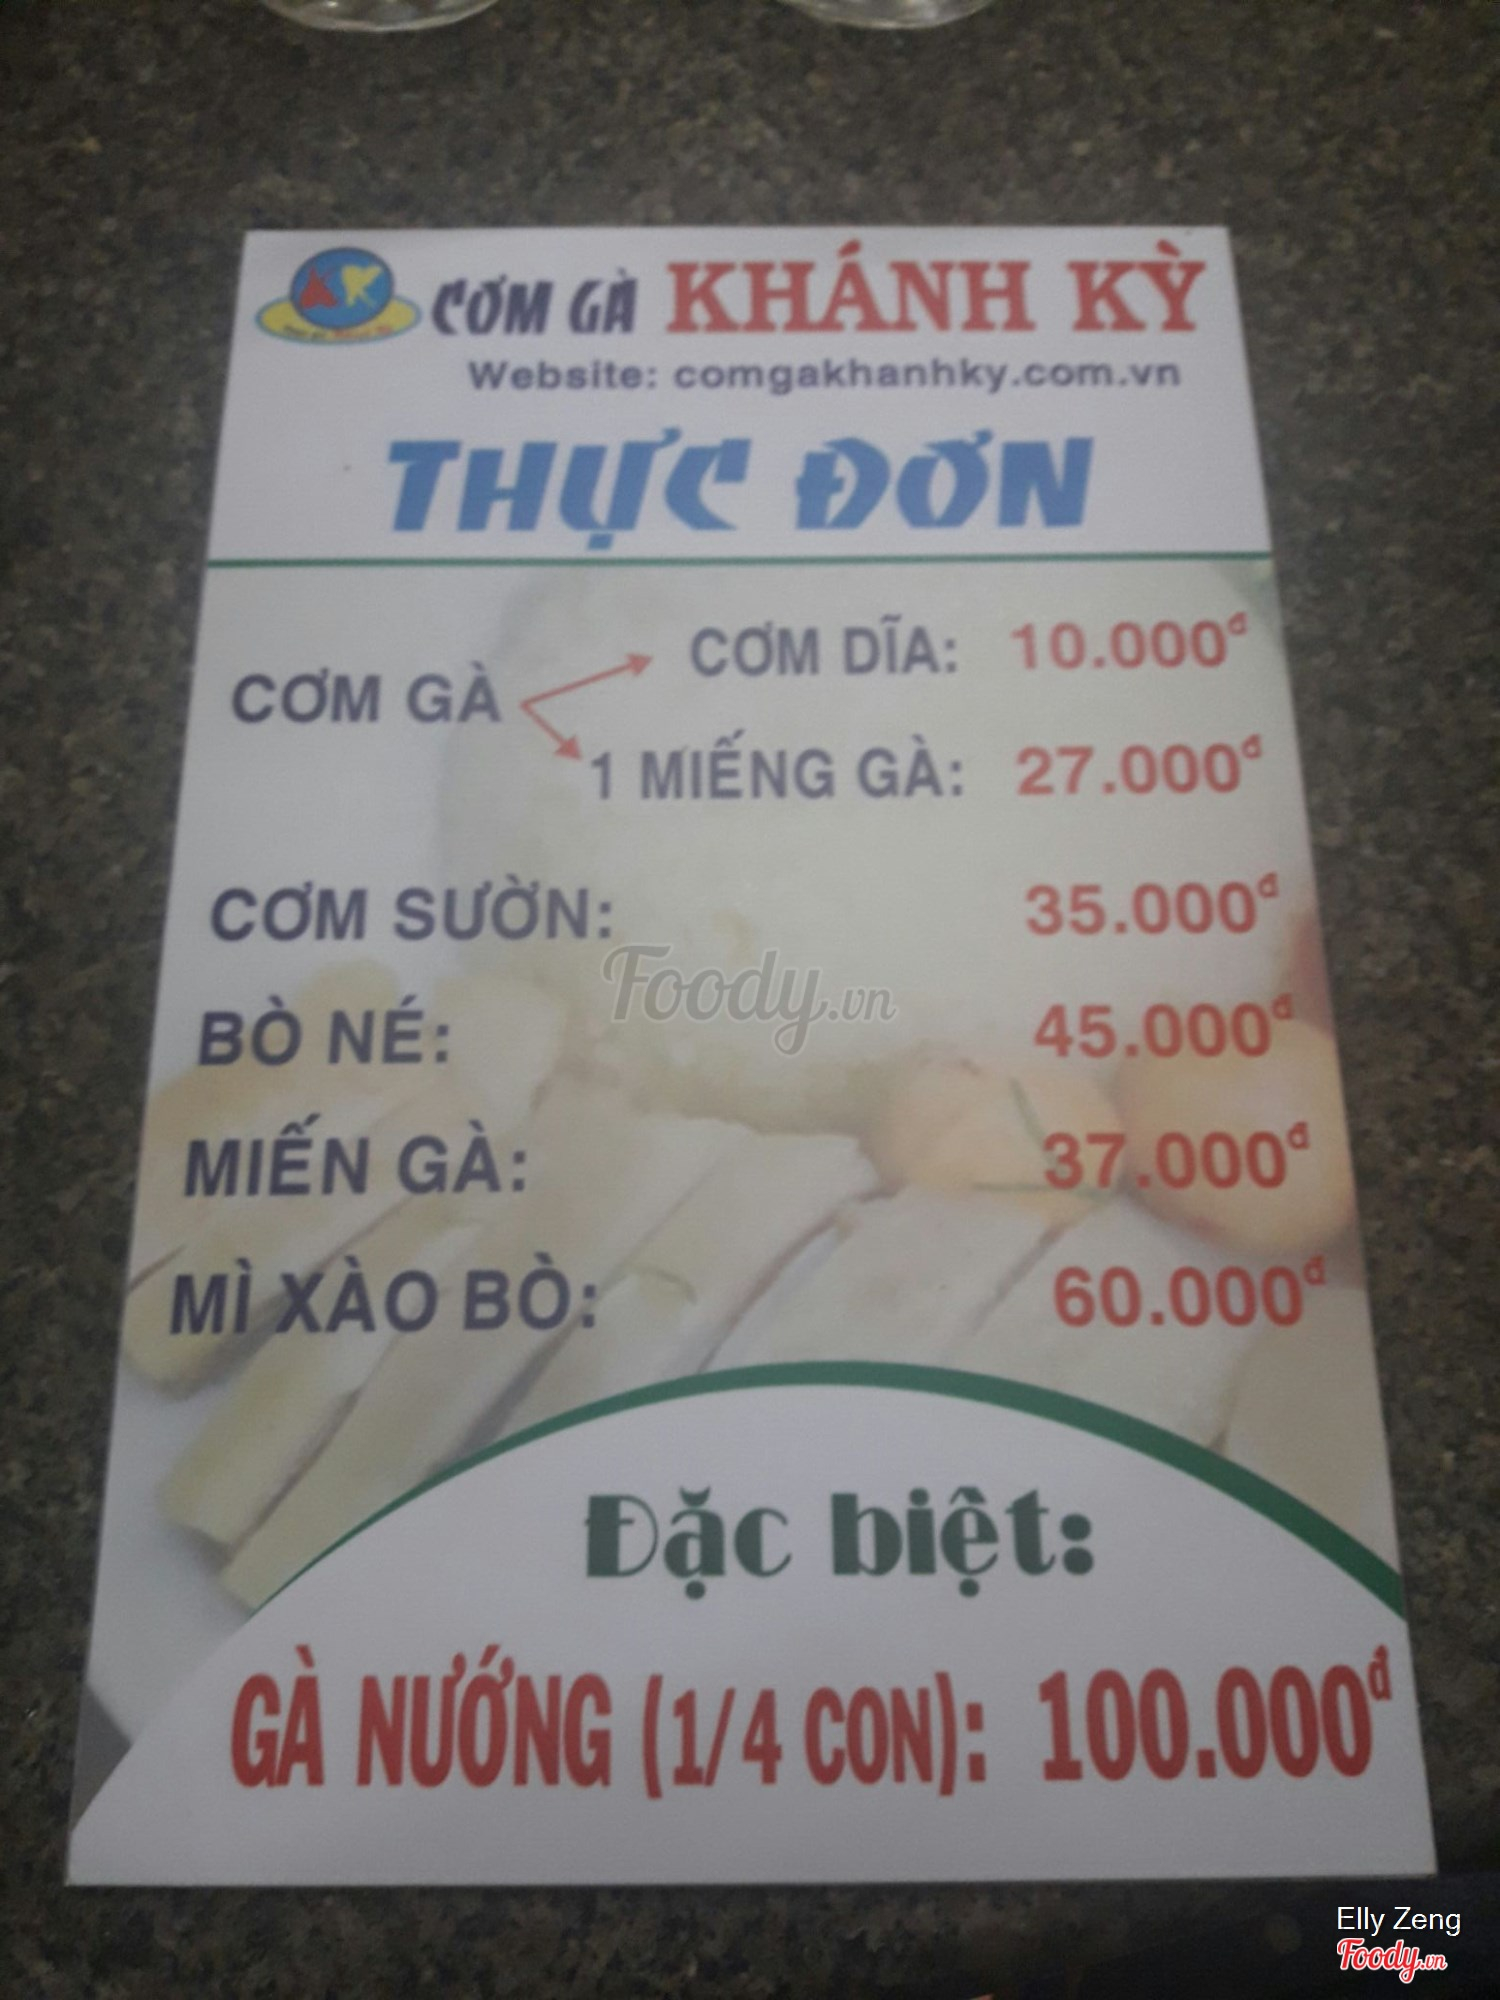 CƠM GÀ KHÁNH KỲ
Website: comgakhanhky.com.vn
THỰC ĐƠN
CƠM GÀ
CƠM DĨA: 10.000đ
1 MIẾNG GÀ: 27.000đ
CƠM SƯỜN: 35.000đ
Foody.vn
BÒ NÉ: 45.000đ
MIẾN GÀ: 37.000đ
MÌ XÀO BÒ: 60.000đ
Đặc biệt:
GÀ NƯỚNG (1/4 CON): 100.000đ
Elly Zeng
Foody.vn